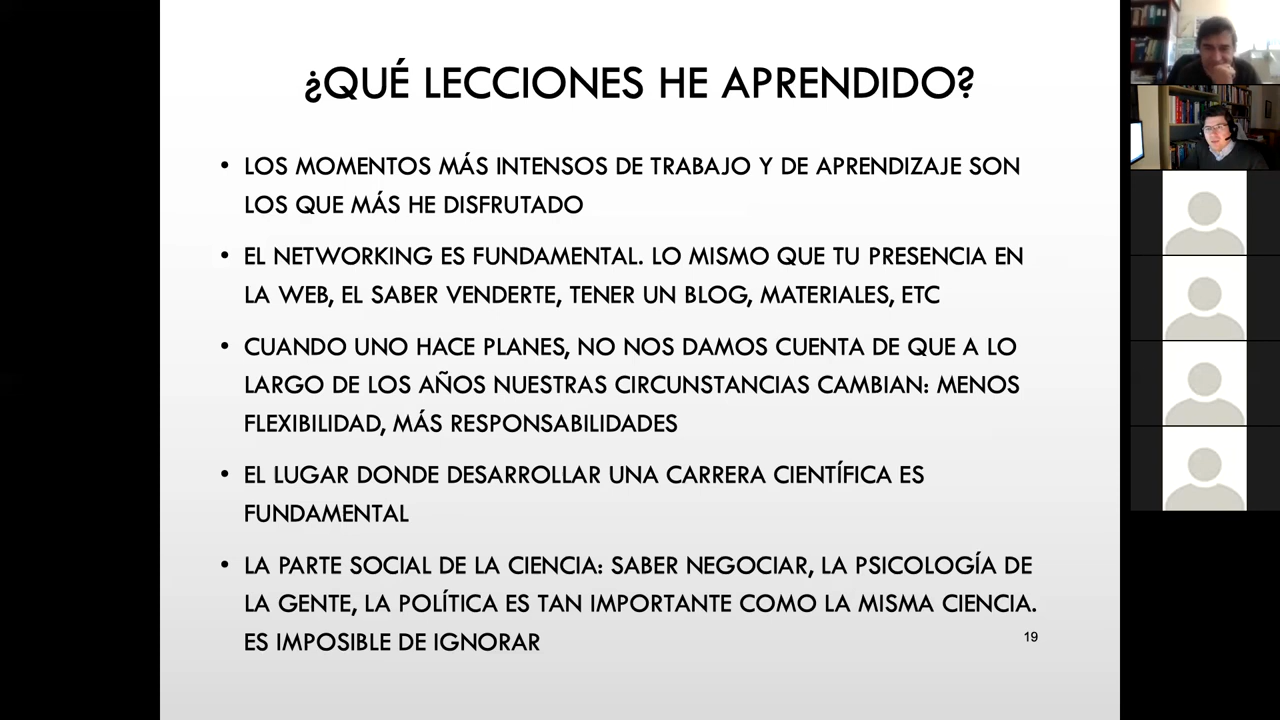 ¿QUÉ LECCIONES HE APRENDIDO?
• LOS MOMENTOS MÁS INTENSOS DE TRABAJO Y DE APRENDIZAJE SON
LOS QUE MÁS HE DISFRUTADO
• EL NETWORKING ES FUNDAMENTAL. LO MISMO QUE TU PRESENCIA EN
LA WEB, EL SABER VENDERTE, TENER UN BLOG, MATERIALES, ETC
• CUANDO UNO HACE PLANES, NO NOS DAMOS CUENTA DE QUE A LO
LARGO DE LOS AÑOS NUESTRAS CIRCUNSTANCIAS CAMBIAN: MENOS
FLEXIBILIDAD, MÁS RESPONSABILIDADES
• EL LUGAR DONDE DESARROLLAR UNA CARRERA CIENTÍFICA ES
FUNDAMENTAL
• LA PARTE SOCIAL DE LA CIENCIA: SABER NEGOCIAR, LA PSICOLOGÍA DE
LA GENTE, LA POLÍTICA ES TAN IMPORTANTE COMO LA MISMA CIENCIA.
ES IMPOSIBLE DE IGNORAR
19